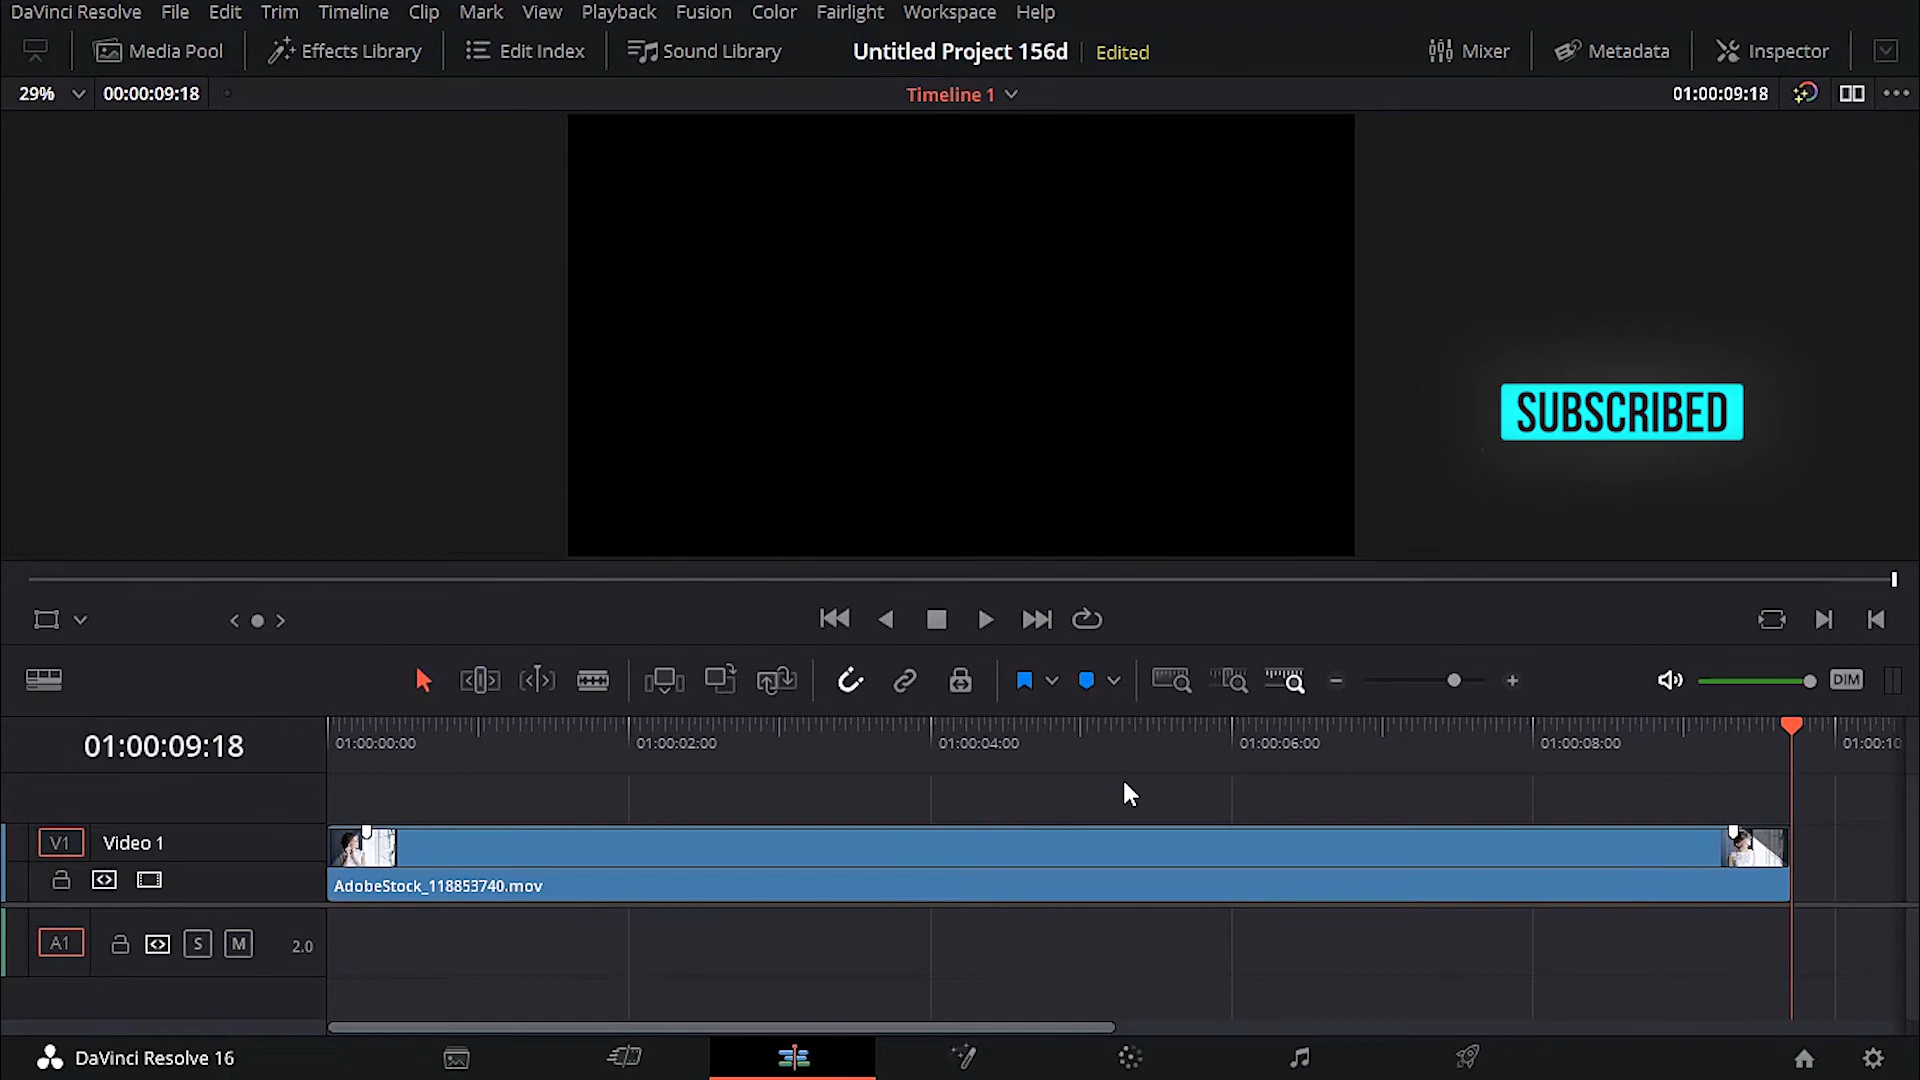 DaVinci Resolve File Edit Trim Timeline Clip Mark View Playback Fusion Color Fairlight Workspace Help
Media Pool Effects Library Edit Index Sound Library Untitled Project 156d Edited Mixer Metadata Inspector
29% 00:00:09:18 Timeline 1 01:00:09:18
SUBSCRIBED
DIM
01:00:09:18 01:00:00:00 01:00:02:00 01:00:04:00 01:00:06:00 01:00:08:00 01:00:10
V1 Video 1
AdobeStock_118853740.mov
A1 S M 2.0
DaVinci Resolve 16